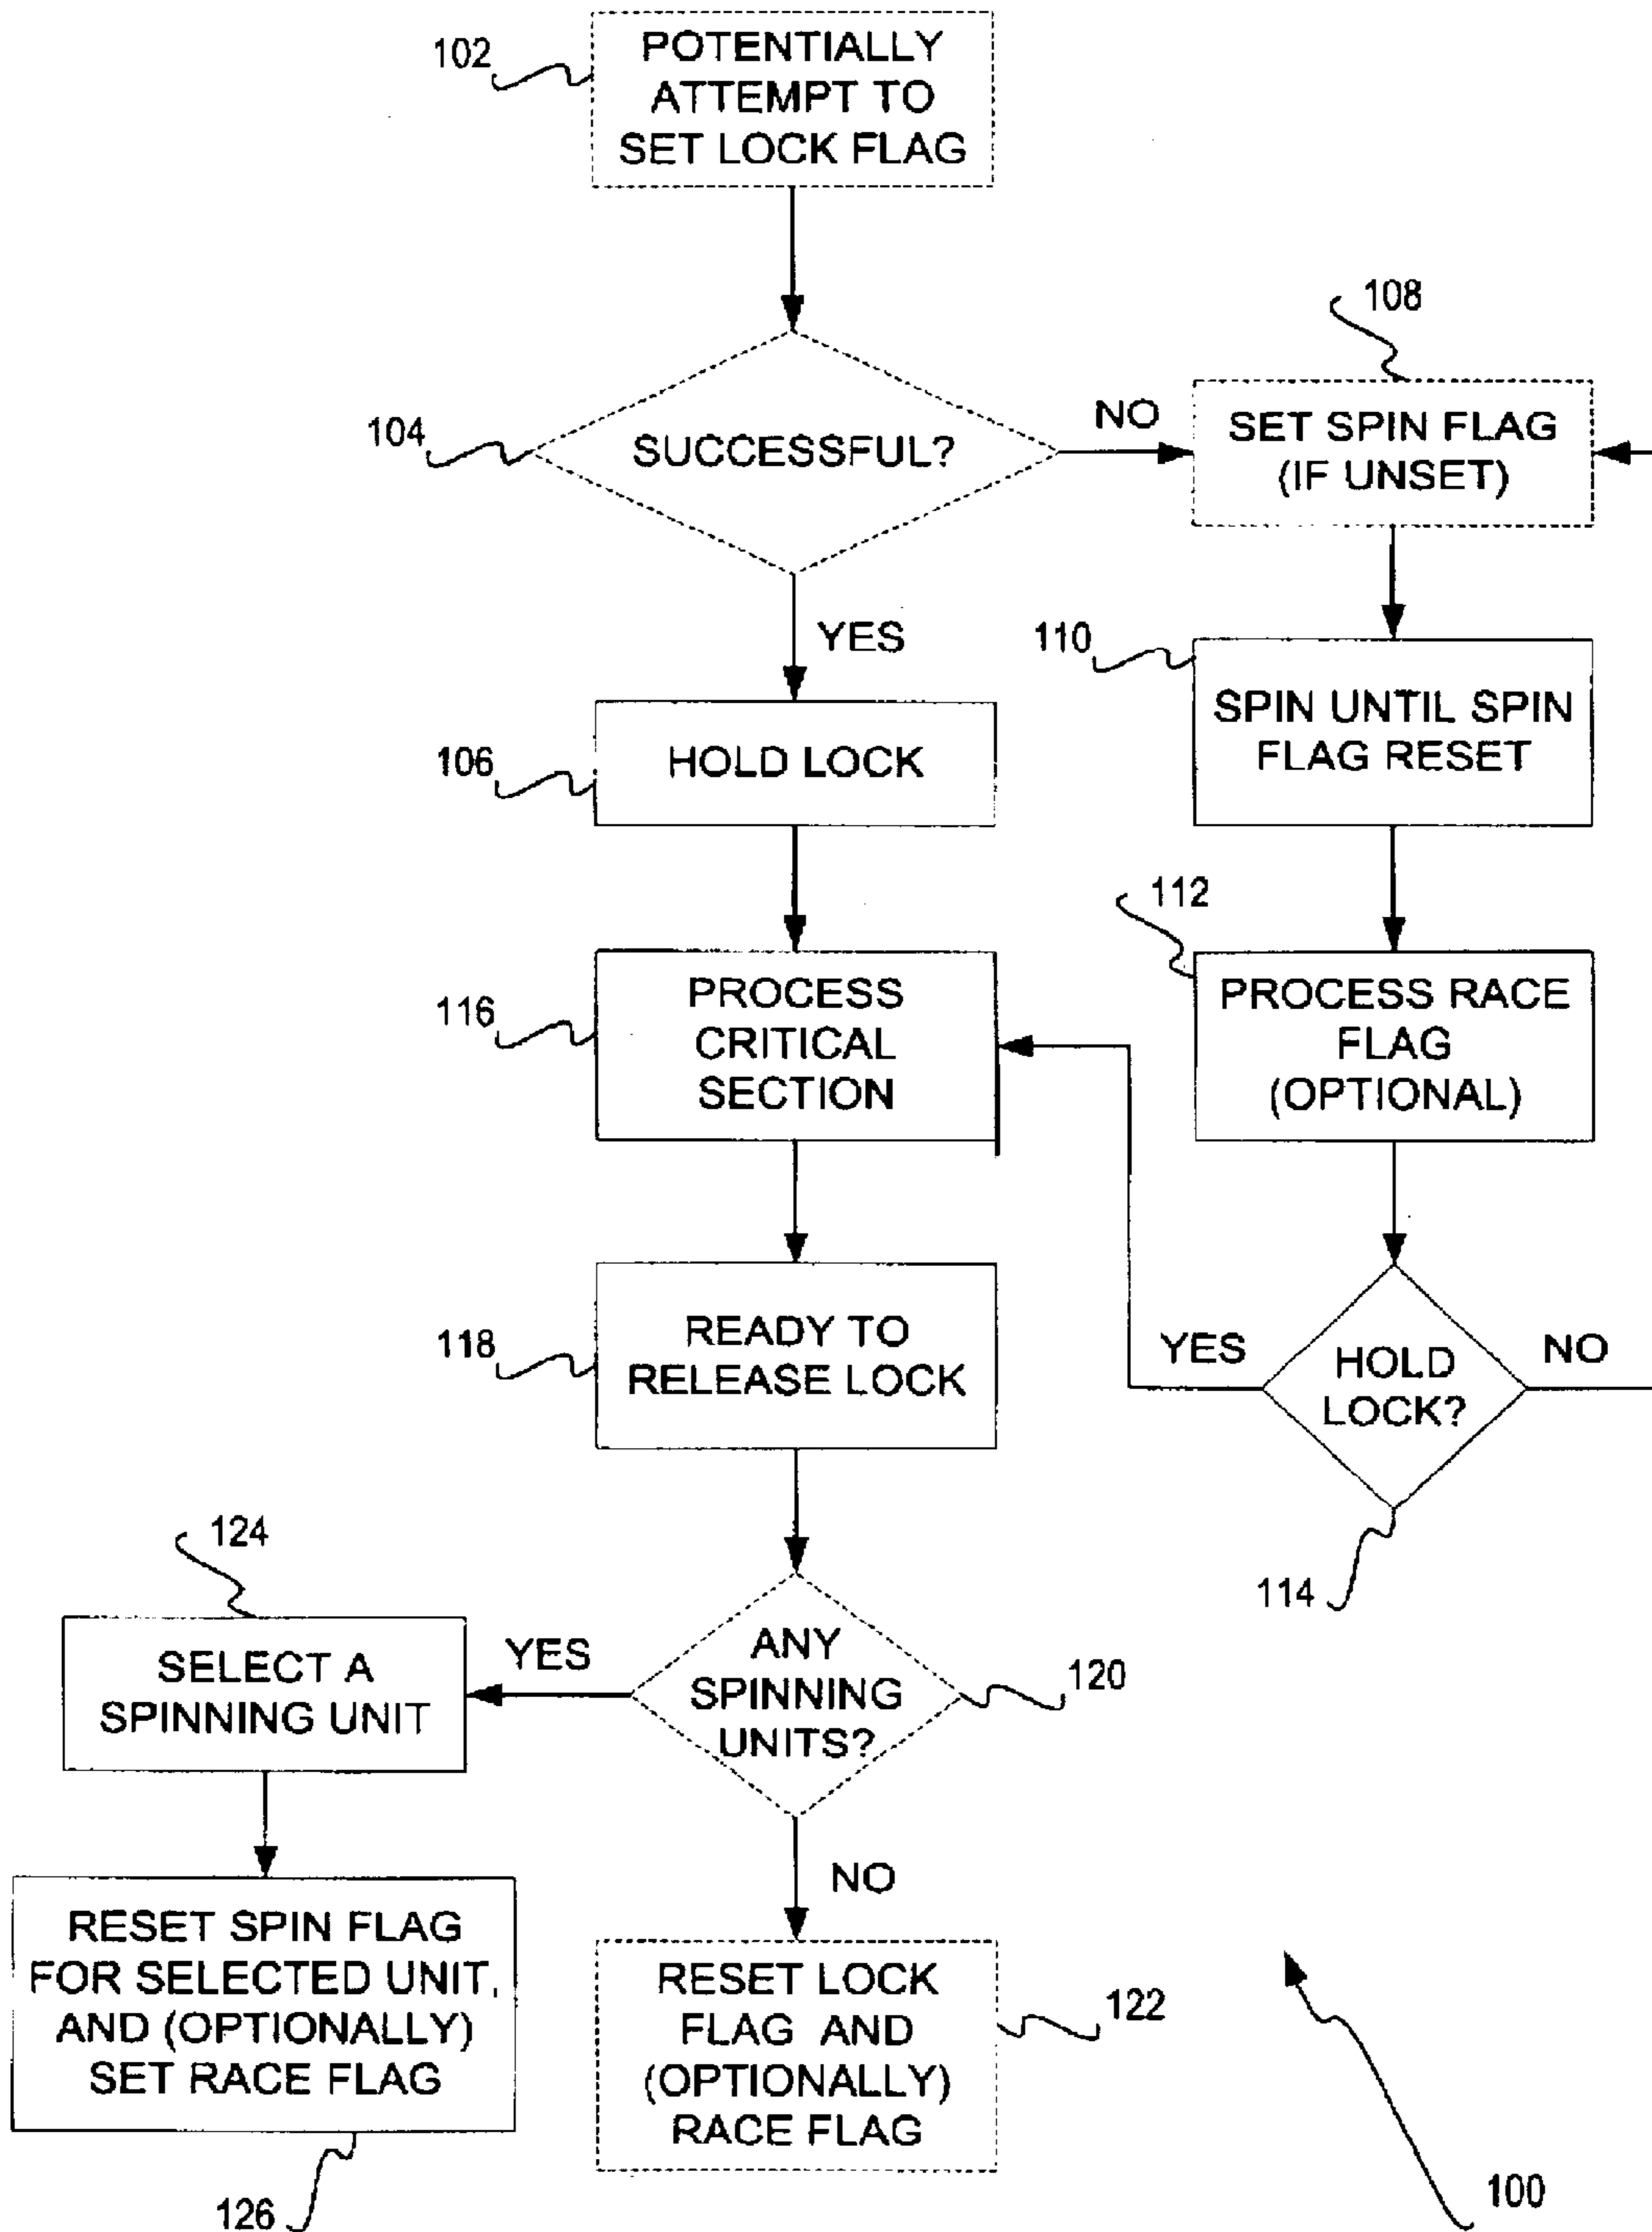 102
POTENTIALLY
ATTEMPT TO
SET LOCK FLAG
108
104
SUCCESSFUL?
NO
SET SPIN FLAG
(IF UNSET)
YES
110
SPIN UNTIL SPIN
FLAG RESET
106
HOLD LOCK
112
PROCESS RACE
FLAG
(OPTIONAL)
116
PROCESS
CRITICAL
SECTION
118
READY TO
RELEASE LOCK
YES
HOLD
LOCK?
NO
114
124
SELECT A
SPINNING UNIT
YES
ANY
SPINNING
UNITS?
120
NO
RESET SPIN FLAG
FOR SELECTED UNIT,
AND (OPTIONALLY)
SET RACE FLAG
126
RESET LOCK
FLAG AND
(OPTIONALLY)
RACE FLAG
122
100